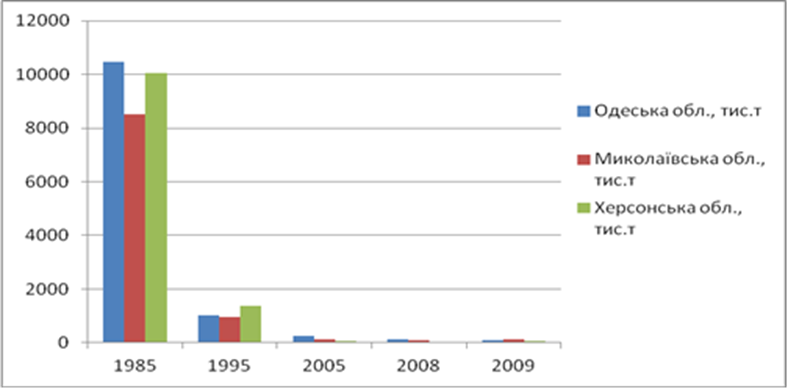 12000
10000
8000
6000
4000
2000
0
1985 1995 2005 2008 2009
Одеська обл., тис.т
Миколаївська обл.,
тис.т
Херсонська обл.,
тис.т